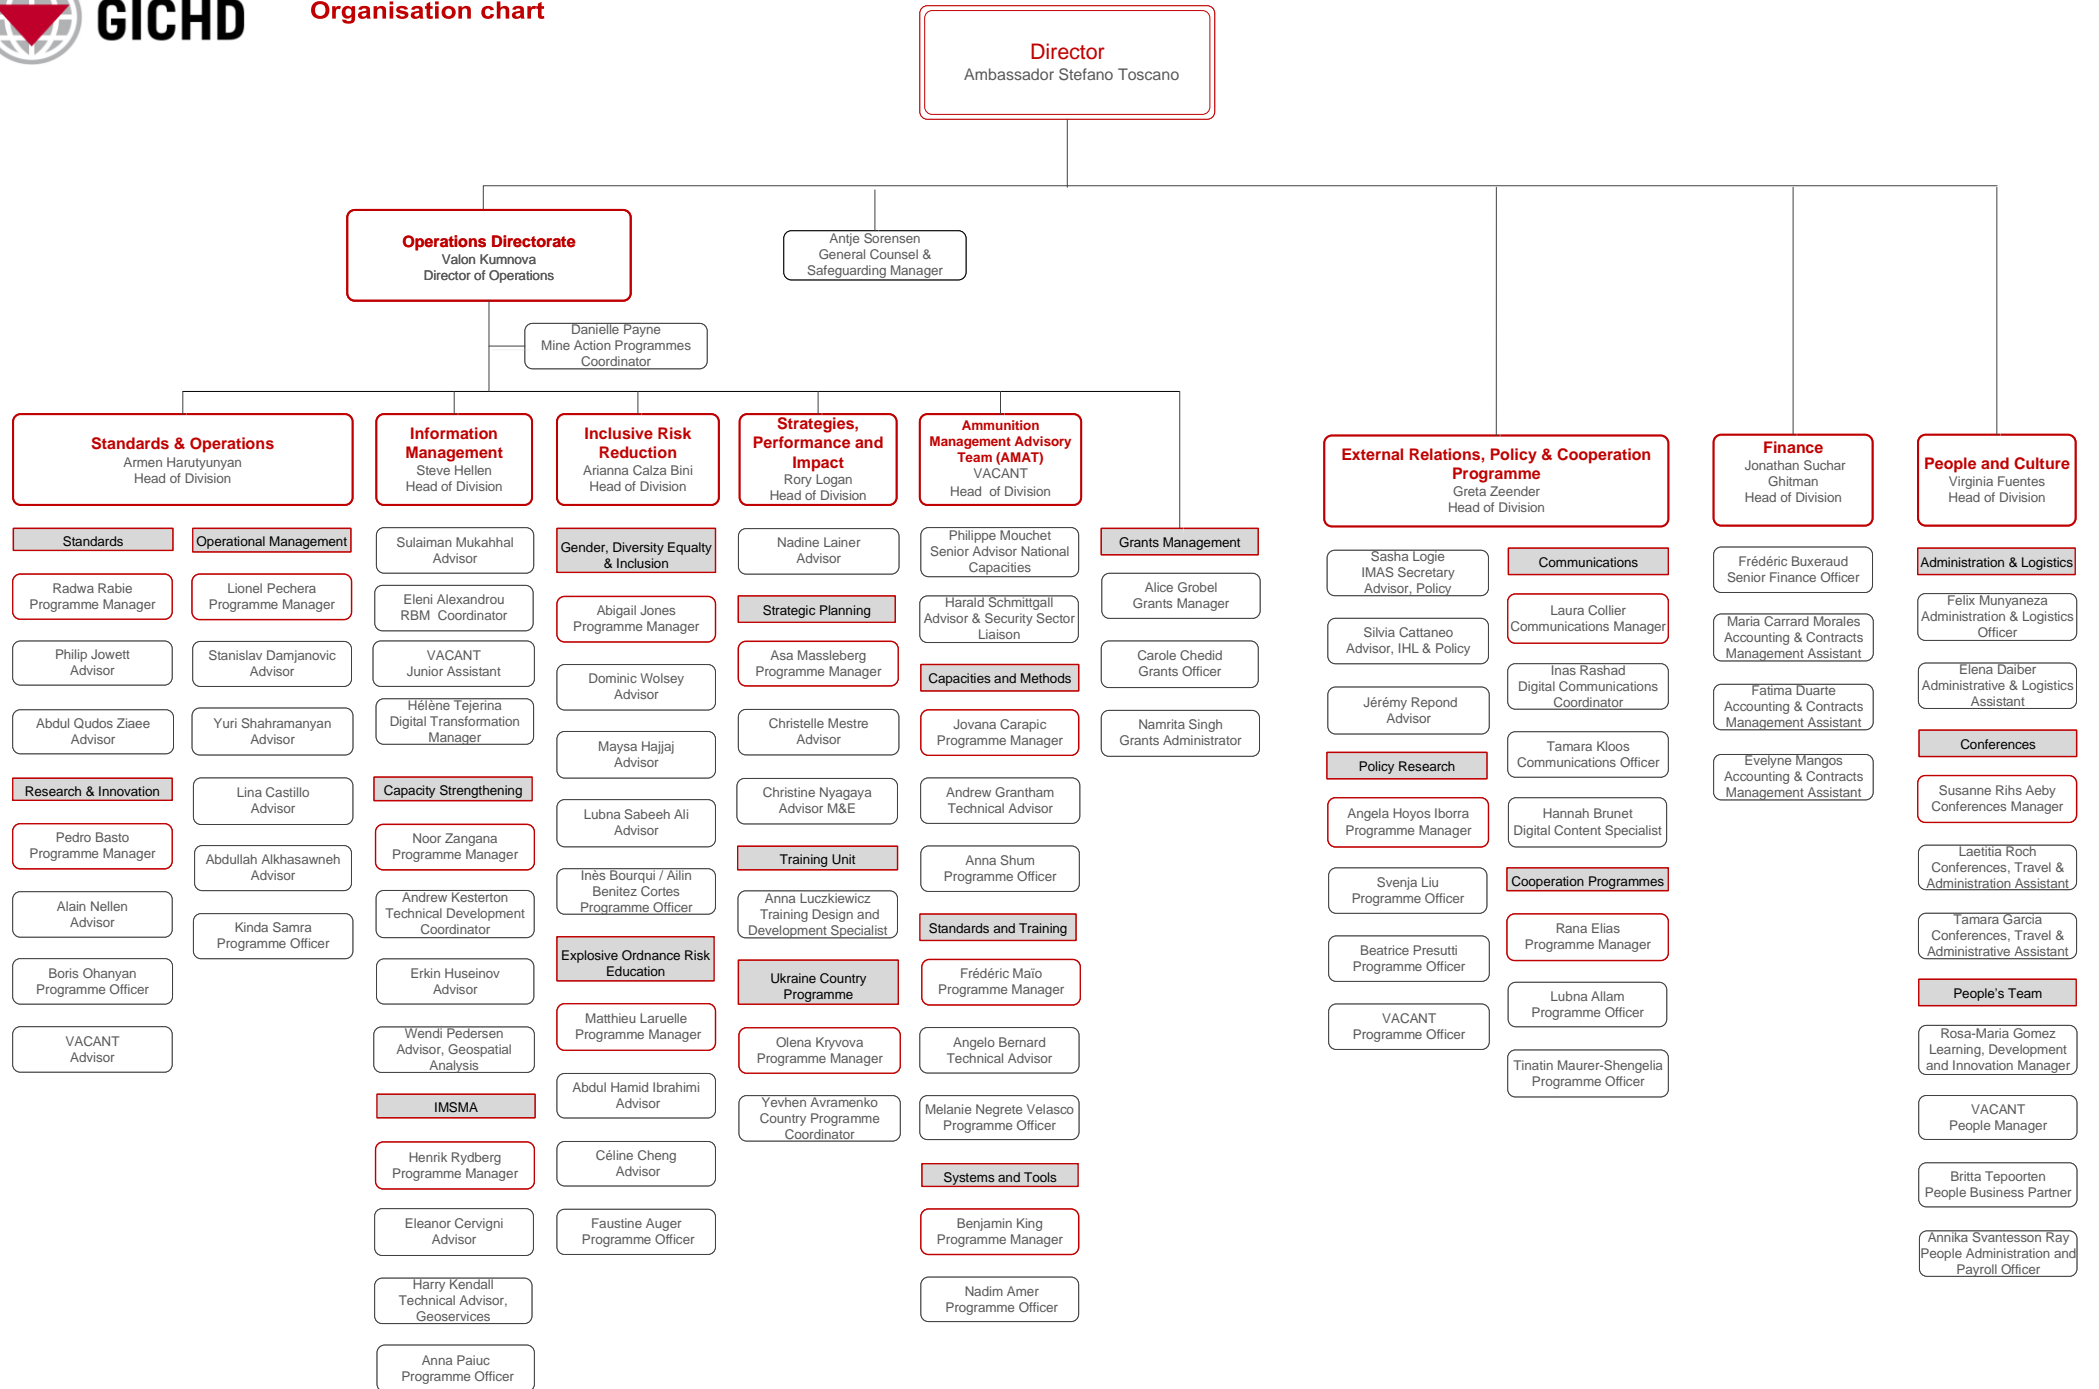 GICHD
Organisation chart
Director
Ambassador Stefano Toscano
Operations Directorate
Valon Kumnova
Director of Operations
Antje Sorensen
General Counsel &
Safeguarding Manager
Danielle Payne
Mine Action Programmes
Coordinator
Standards & Operations
Armen Harutyunyan
Head of Division
Standards
Radwa Rabie
Programme Manager
Philip Jowett
Advisor
Abdul Qudos Ziaee
Advisor
Research & Innovation
Pedro Basto
Programme Manager
Alain Nellen
Advisor
Boris Ohanyan
Programme Officer
VACANT
Advisor
Operational Management
Lionel Pechera
Programme Manager
Stanislav Damjanovic
Advisor
Yuri Shahramanyan
Advisor
Lina Castillo
Advisor
Abdullah Alkhasawneh
Advisor
Kinda Samra
Programme Officer
Information
Management
Steve Hellen
Head of Division
Sulaiman Mukahhal
Advisor
Eleni Alexandrou
RBM Coordinator
VACANT
Junior Assistant
Hélène Tejerina
Digital Transformation
Manager
Capacity Strengthening
Noor Zangana
Programme Manager
Andrew Kesterton
Technical Development
Coordinator
Erkin Huseinov
Advisor
Wendi Pedersen
Advisor, Geospatial
Analysis
IMSMA
Henrik Rydberg
Programme Manager
Eleanor Cervigni
Advisor
Harry Kendall
Technical Advisor,
Geoservices
Anna Paiuc
Programme Officer
Inclusive Risk
Reduction
Arianna Calza Bini
Head of Division
Gender, Diversity Equalty
& Inclusion
Abigail Jones
Programme Manager
Dominic Wolsey
Advisor
Maysa Hajjaj
Advisor
Lubna Sabeeh Ali
Advisor
Inès Bourqui / Ailin
Benitez Cortes
Programme Officer
Explosive Ordnance Risk
Education
Matthieu Laruelle
Programme Manager
Abdul Hamid Ibrahimi
Advisor
Céline Cheng
Advisor
Faustine Auger
Programme Officer
Strategies,
Performance and
Impact
Rory Logan
Head of Division
Nadine Lainer
Advisor
Strategic Planning
Asa Massleberg
Programme Manager
Christelle Mestre
Advisor
Christine Nyagaya
Advisor M&E
Training Unit
Anna Luczkiewicz
Training Design and
Development Specialist
Ukraine Country
Programme
Olena Kryvova
Programme Manager
Yevhen Avramenko
Country Programme
Coordinator
Ammunition
Management Advisory
Team (AMAT)
VACANT
Head of Division
Philippe Mouchet
Senior Advisor National
Capacities
Harald Schmittgall
Advisor & Security Sector
Liaison
Capacities and Methods
Jovana Carapic
Programme Manager
Andrew Grantham
Technical Advisor
Anna Shum
Programme Officer
Standards and Training
Frédéric Maïo
Programme Manager
Angelo Bernard
Technical Advisor
Melanie Negrete Velasco
Programme Officer
Systems and Tools
Benjamin King
Programme Manager
Nadim Amer
Programme Officer
Grants Management
Alice Grobel
Grants Manager
Carole Chedid
Grants Officer
Namrita Singh
Grants Administrator
External Relations, Policy & Cooperation
Programme
Greta Zeender
Head of Division
Sasha Logie
IMAS Secretary
Advisor, Policy
Silvia Cattaneo
Advisor, IHL & Policy
Jérémy Repond
Advisor
Policy Research
Angela Hoyos Iborra
Programme Manager
Svenja Liu
Programme Officer
Beatrice Presutti
Programme Officer
VACANT
Programme Officer
Communications
Laura Collier
Communications Manager
Inas Rashad
Digital Communications
Coordinator
Tamara Kloos
Communications Officer
Hannah Brunet
Digital Content Specialist
Cooperation Programmes
Rana Elias
Programme Manager
Lubna Allam
Programme Officer
Tinatin Maurer-Shengelia
Programme Officer
Finance
Jonathan Suchar
Ghitman
Head of Division
Frédéric Buxeraud
Senior Finance Officer
Maria Carrard Morales
Accounting & Contracts
Management Assistant
Fatima Duarte
Accounting & Contracts
Management Assistant
Evelyne Mangos
Accounting & Contracts
Management Assistant
People and Culture
Virginia Fuentes
Head of Division
Administration & Logistics
Felix Munyaneza
Administration & Logistics
Officer
Elena Daiber
Administrative & Logistics
Assistant
Conferences
Susanne Rihs Aeby
Conferences Manager
Laetitia Roch
Conferences, Travel &
Administration Assistant
Tamara Garcia
Conferences, Travel &
Administrative Assistant
People's Team
Rosa-Maria Gomez
Learning, Development
and Innovation Manager
VACANT
People Manager
Britta Tepoorten
People Business Partner
Annika Svantesson Ray
People Administration and
Payroll Officer